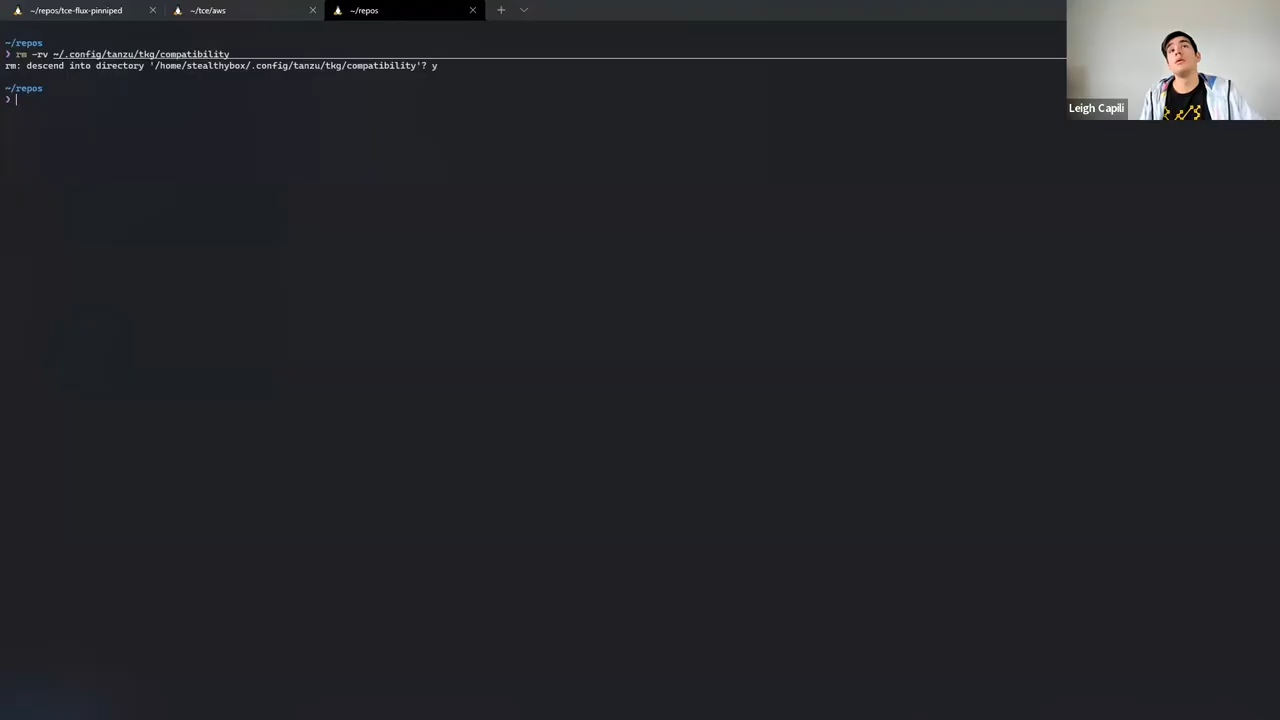 ~/repos/tce-flux-pinniped
~/tce/aws
~/repos
~/repos
❯ rm -rv ~/.config/tanzu/tkg/compatibility
rm: descend into directory '/home/stealthybox/.config/tanzu/tkg/compatibility'? y
~/repos
❯
Leigh Capili